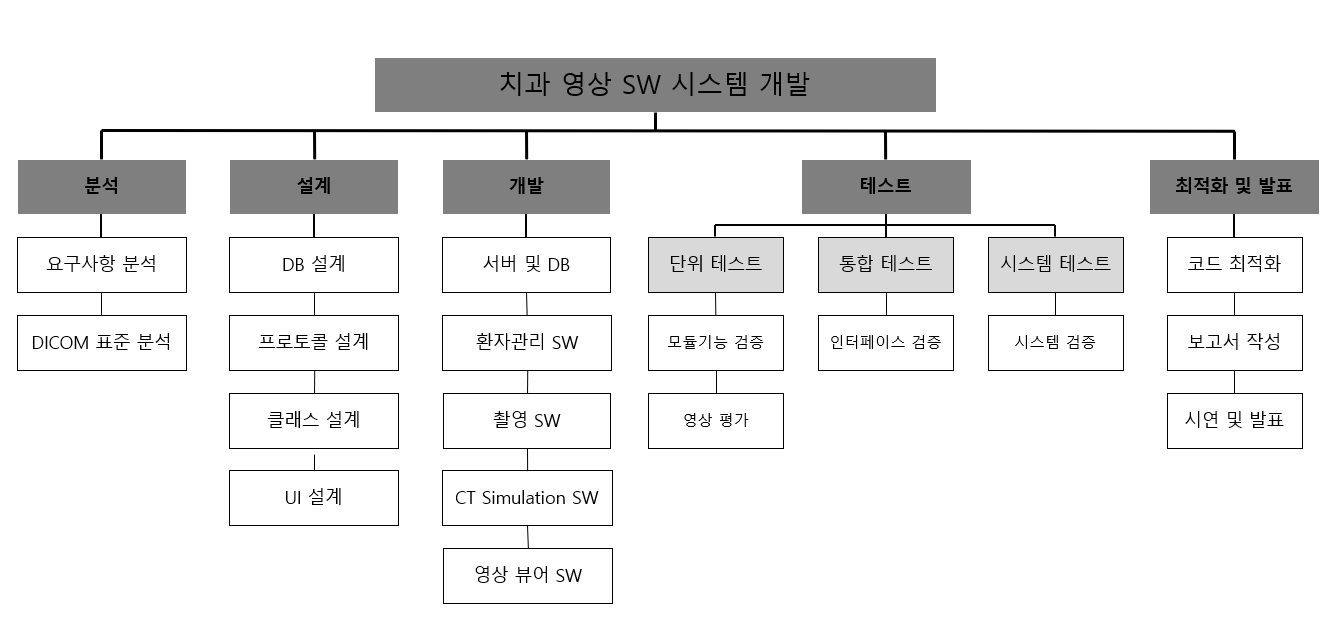 치과 영상 SW 시스템 개발
분석
설계
개발
테스트
최적화 및 발표
요구사항 분석
DB 설계
서버 및 DB
단위 테스트
통합 테스트
시스템 테스트
코드 최적화
DICOM 표준 분석
프로토콜 설계
환자관리 SW
모듈기능 검증
인터페이스 검증
시스템 검증
보고서 작성
클래스 설계
촬영 SW
영상 평가
시연 및 발표
UI 설계
CT Simulation SW
영상 뷰어 SW